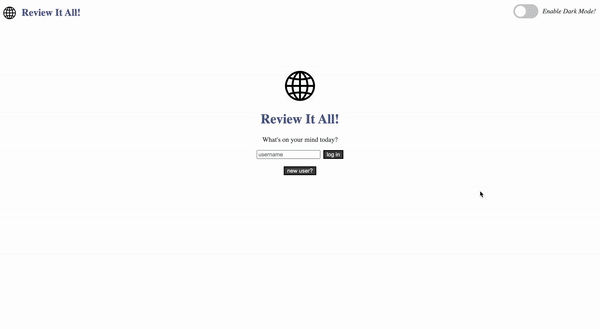 Review It All!
Enable Dark Mode!
Review It All!
What's on your mind today?
username
log in
new user?